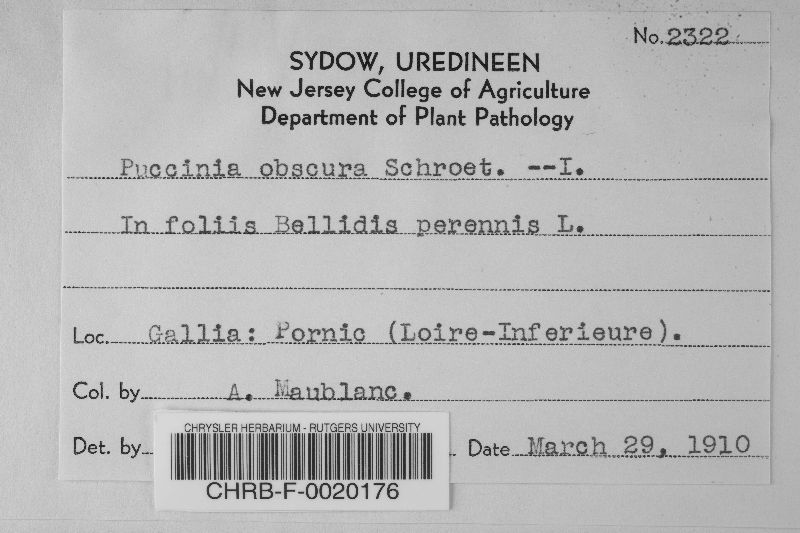 No. 2322
SYDOW, UREDINEEN
New Jersey College of Agriculture
Department of Plant Pathology
Puccinia obscura Schroet. --I.
In foliis Bellidis perennis L.
Loc. Gallia: Pornic (Loire-Inferieure).
Col. by A. Maublanc.
Det. by
Date March 29, 1910
CHRYSLER HERBARIUM - RUTGERS UNIVERSITY
CHRB-F-0020176